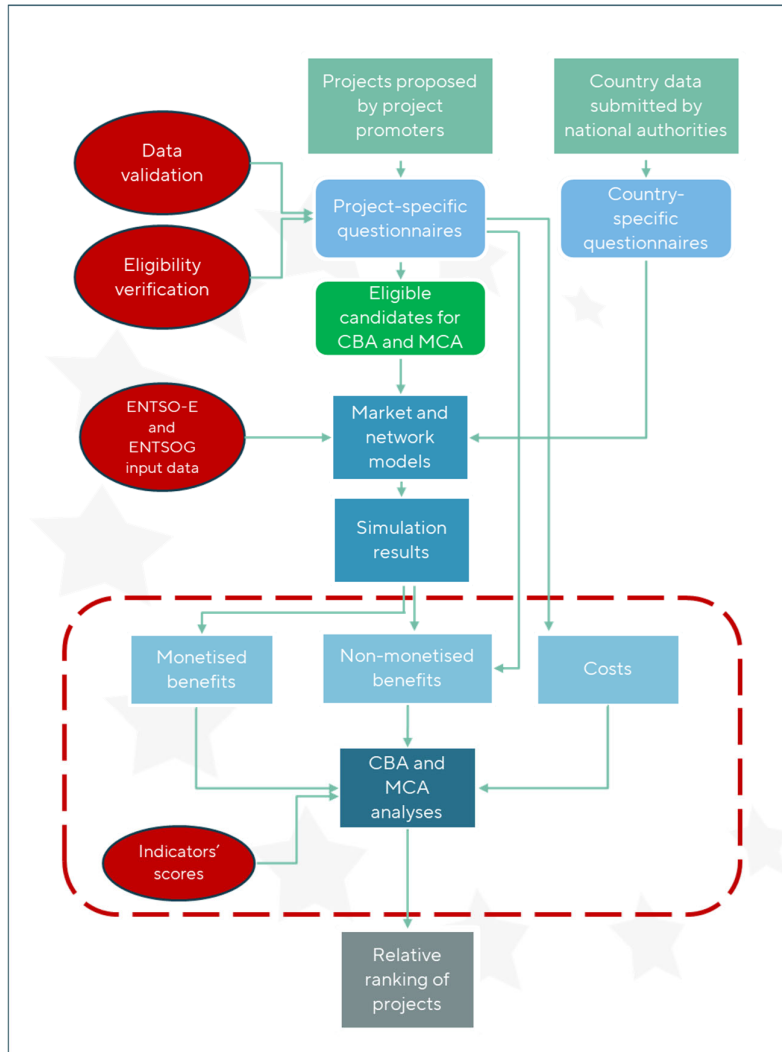 Projects proposed
by project
promoters
Country data
submitted by
national authorities
Data
validation
Project-specific
questionnaires
Country-
specific
questionnaires
Eligibility
verification
Eligible
candidates for
CBA and MCA
ENTSO-E
and
ENTSOG
input data
Market and
network
models
Simulation
results
Monetised
benefits
Non-monetised
benefits
Costs
CBA and
MCA
analyses
Indicators'
scores
Relative
ranking of
projects